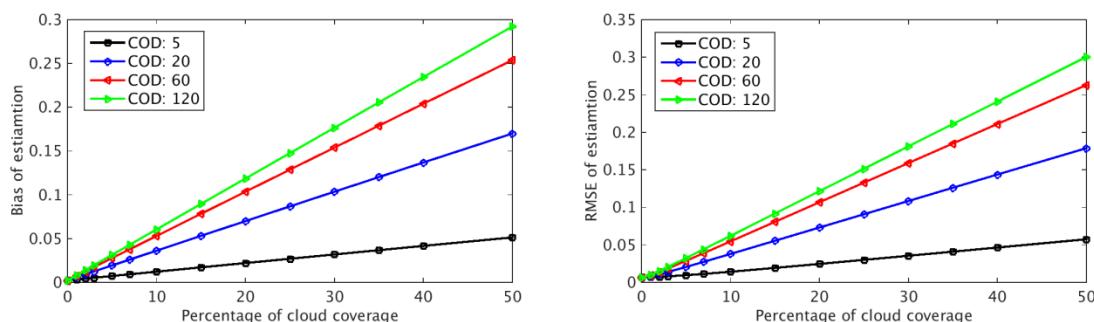 0.3
0.25
0.2
0.15
0.1
0.05
0
Bias of estiamtion
COD: 5
COD: 20
COD: 60
COD: 120
0 10 20 30 40 50
Percentage of cloud coverage
0.35
0.3
0.25
0.2
0.15
0.1
0.05
0
RMSE of estiamtion
COD: 5
COD: 20
COD: 60
COD: 120
0 10 20 30 40 50
Percentage of cloud coverage